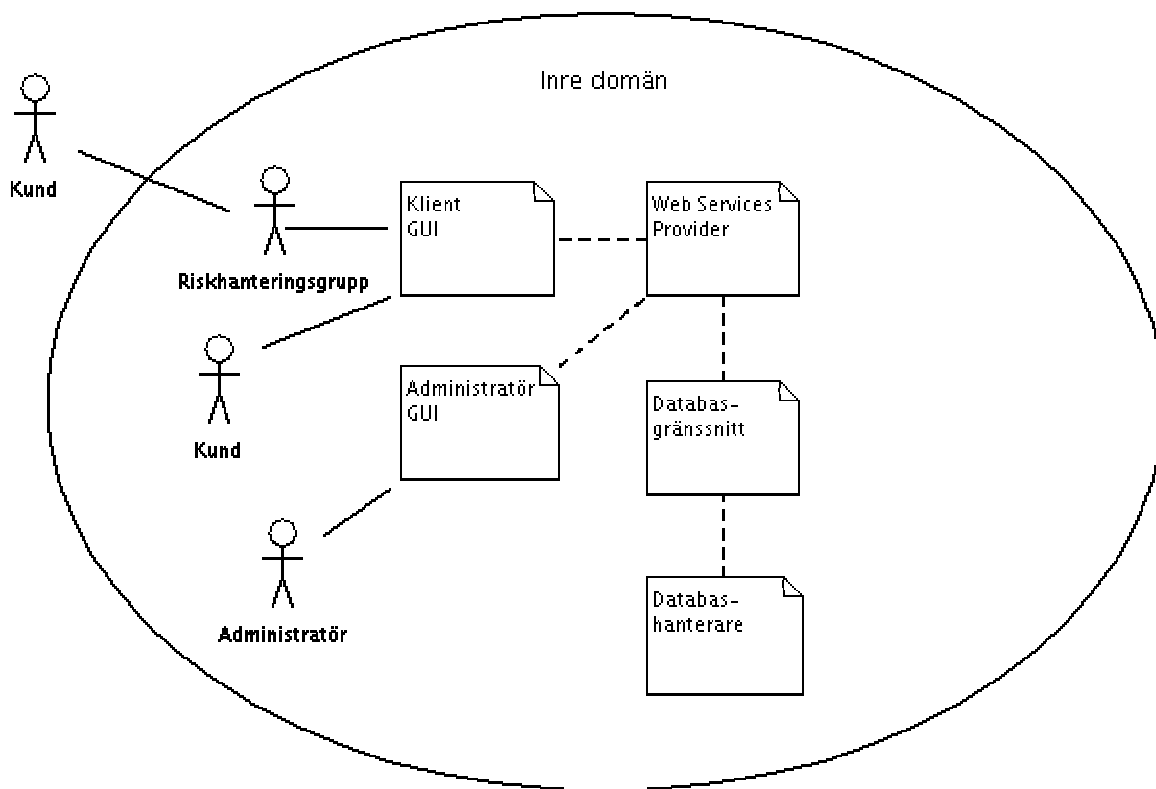 Inre domän
Kund
Riskhanteringsgrupp
Klient
GUI
Web Services
Provider
Kund
Administratör
GUI
Databas-
gränssnitt
Administratör
Databas-
hanterare